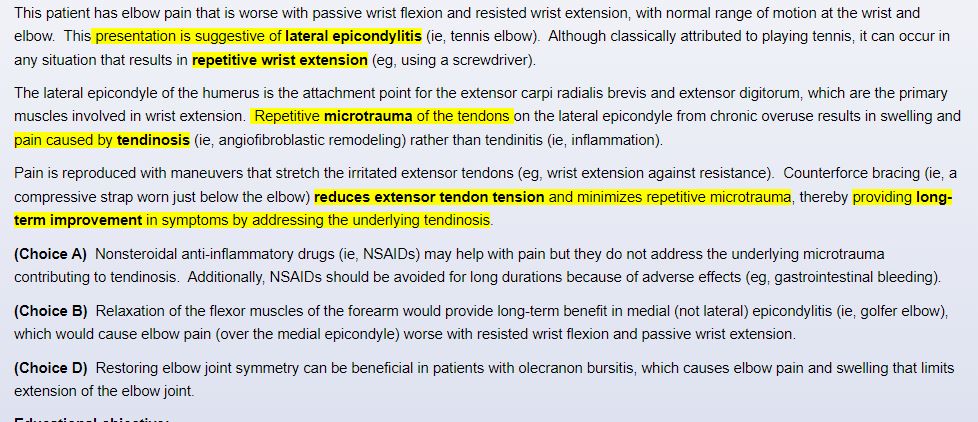 This patient has elbow pain that is worse with passive wrist flexion and resisted wrist extension, with normal range of motion at the wrist and
elbow.  This presentation is suggestive of lateral epicondylitis (ie, tennis elbow).  Although classically attributed to playing tennis, it can occur in
any situation that results in repetitive wrist extension (eg, using a screwdriver).
The lateral epicondyle of the humerus is the attachment point for the extensor carpi radialis brevis and extensor digitorum, which are the primary
muscles involved in wrist extension.  Repetitive microtrauma of the tendons on the lateral epicondyle from chronic overuse results in swelling and
pain caused by tendinosis (ie, angiofibroblastic remodeling) rather than tendinitis (ie, inflammation).
Pain is reproduced with maneuvers that stretch the irritated extensor tendons (eg, wrist extension against resistance).  Counterforce bracing (ie, a
compressive strap worn just below the elbow) reduces extensor tendon tension and minimizes repetitive microtrauma, thereby providing long-
term improvement in symptoms by addressing the underlying tendinosis.
(Choice A)  Nonsteroidal anti-inflammatory drugs (ie, NSAIDs) may help with pain but they do not address the underlying microtrauma
contributing to tendinosis.  Additionally, NSAIDs should be avoided for long durations because of adverse effects (eg, gastrointestinal bleeding).
(Choice B)  Relaxation of the flexor muscles of the forearm would provide long-term benefit in medial (not lateral) epicondylitis (ie, golfer elbow),
which would cause elbow pain (over the medial epicondyle) worse with resisted wrist flexion and passive wrist extension.
(Choice D)  Restoring elbow joint symmetry can be beneficial in patients with olecranon bursitis, which causes elbow pain and swelling that limits
extension of the elbow joint.
Educational objective: